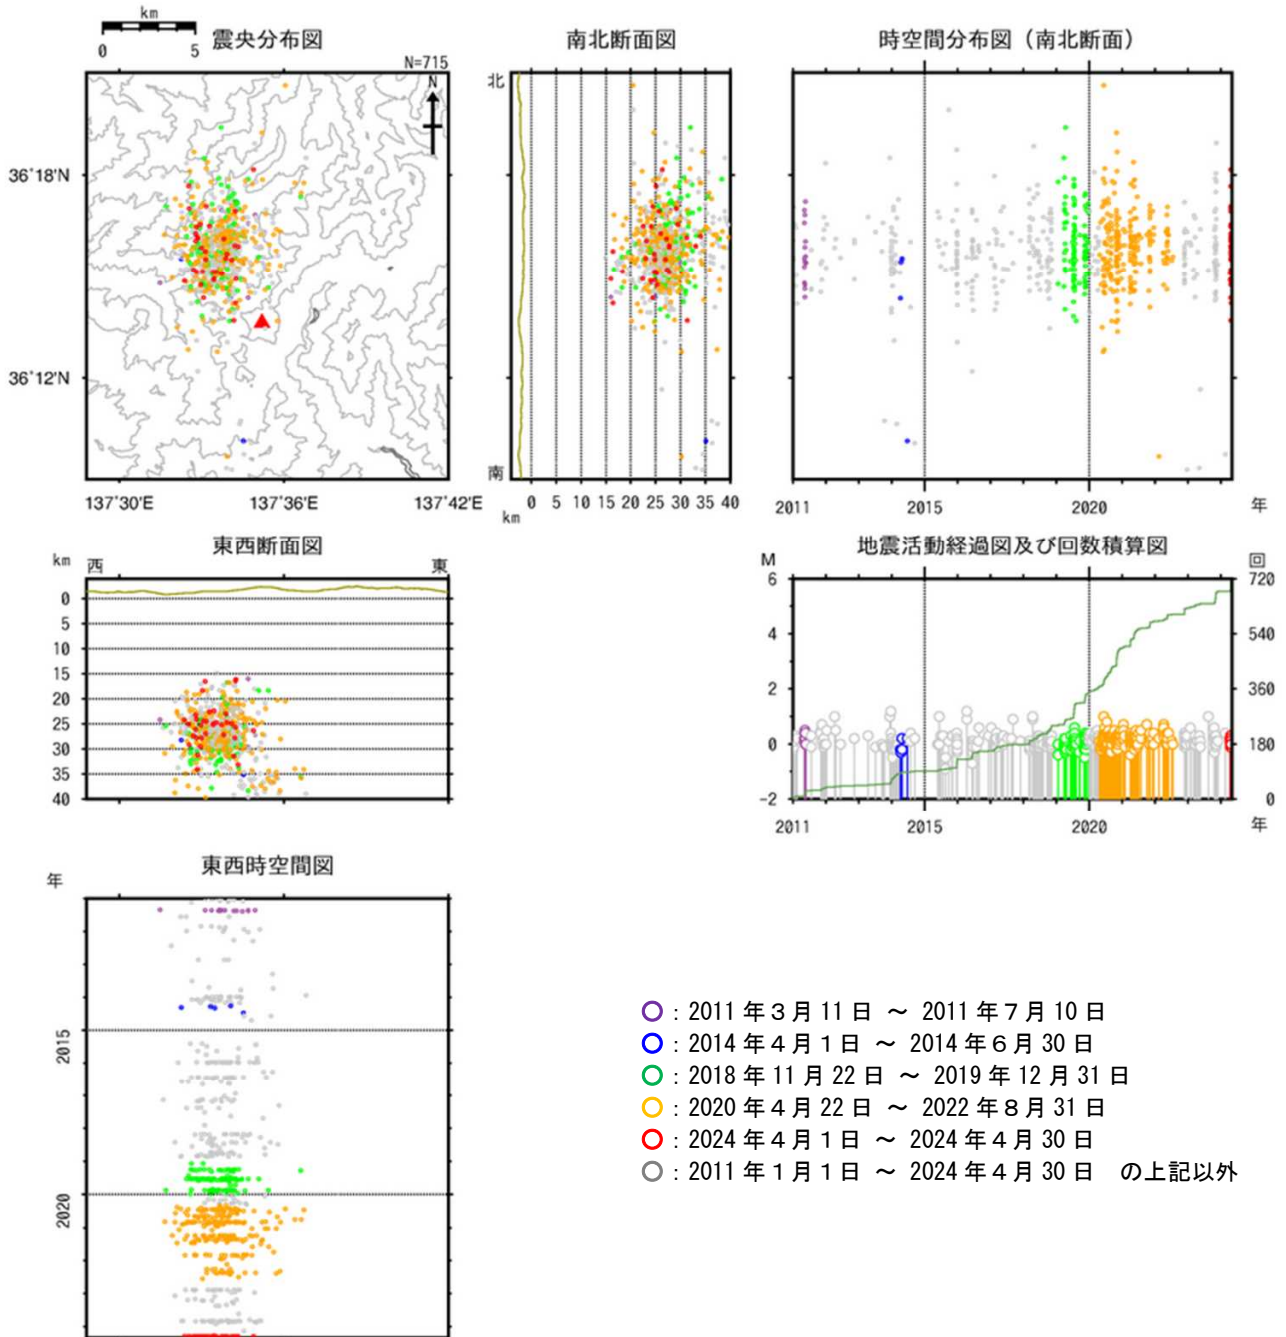 km
0 5
震央分布図
N=715
N
36°18'N
36°12'N
137°30'E 137°36'E 137°42'E
南北断面図
北
南
0 5 10 15 20 25 30 35 40
km
時空間分布図（南北断面）
2011 2015 2020 年
東西断面図
km 西 東
0
5
10
15
20
25
30
35
40
地震活動経過図及び回数積算図
M 回
6 720
4 540
2 360
0 180
-2 0
2011 2015 2020 年
東西時空間図
年
2015
2020
○：2011 年３月 11 日 ～ 2011 年７月 10 日
○：2014 年４月１日 ～ 2014 年６月 30 日
○：2018 年 11 月 22 日 ～ 2019 年 12 月 31 日
○：2020 年４月 22 日 ～ 2022 年８月 31 日
○：2024 年４月１日 ～ 2024 年４月 30 日
○：2011 年１月１日 ～ 2024 年４月 30 日 の上記以外